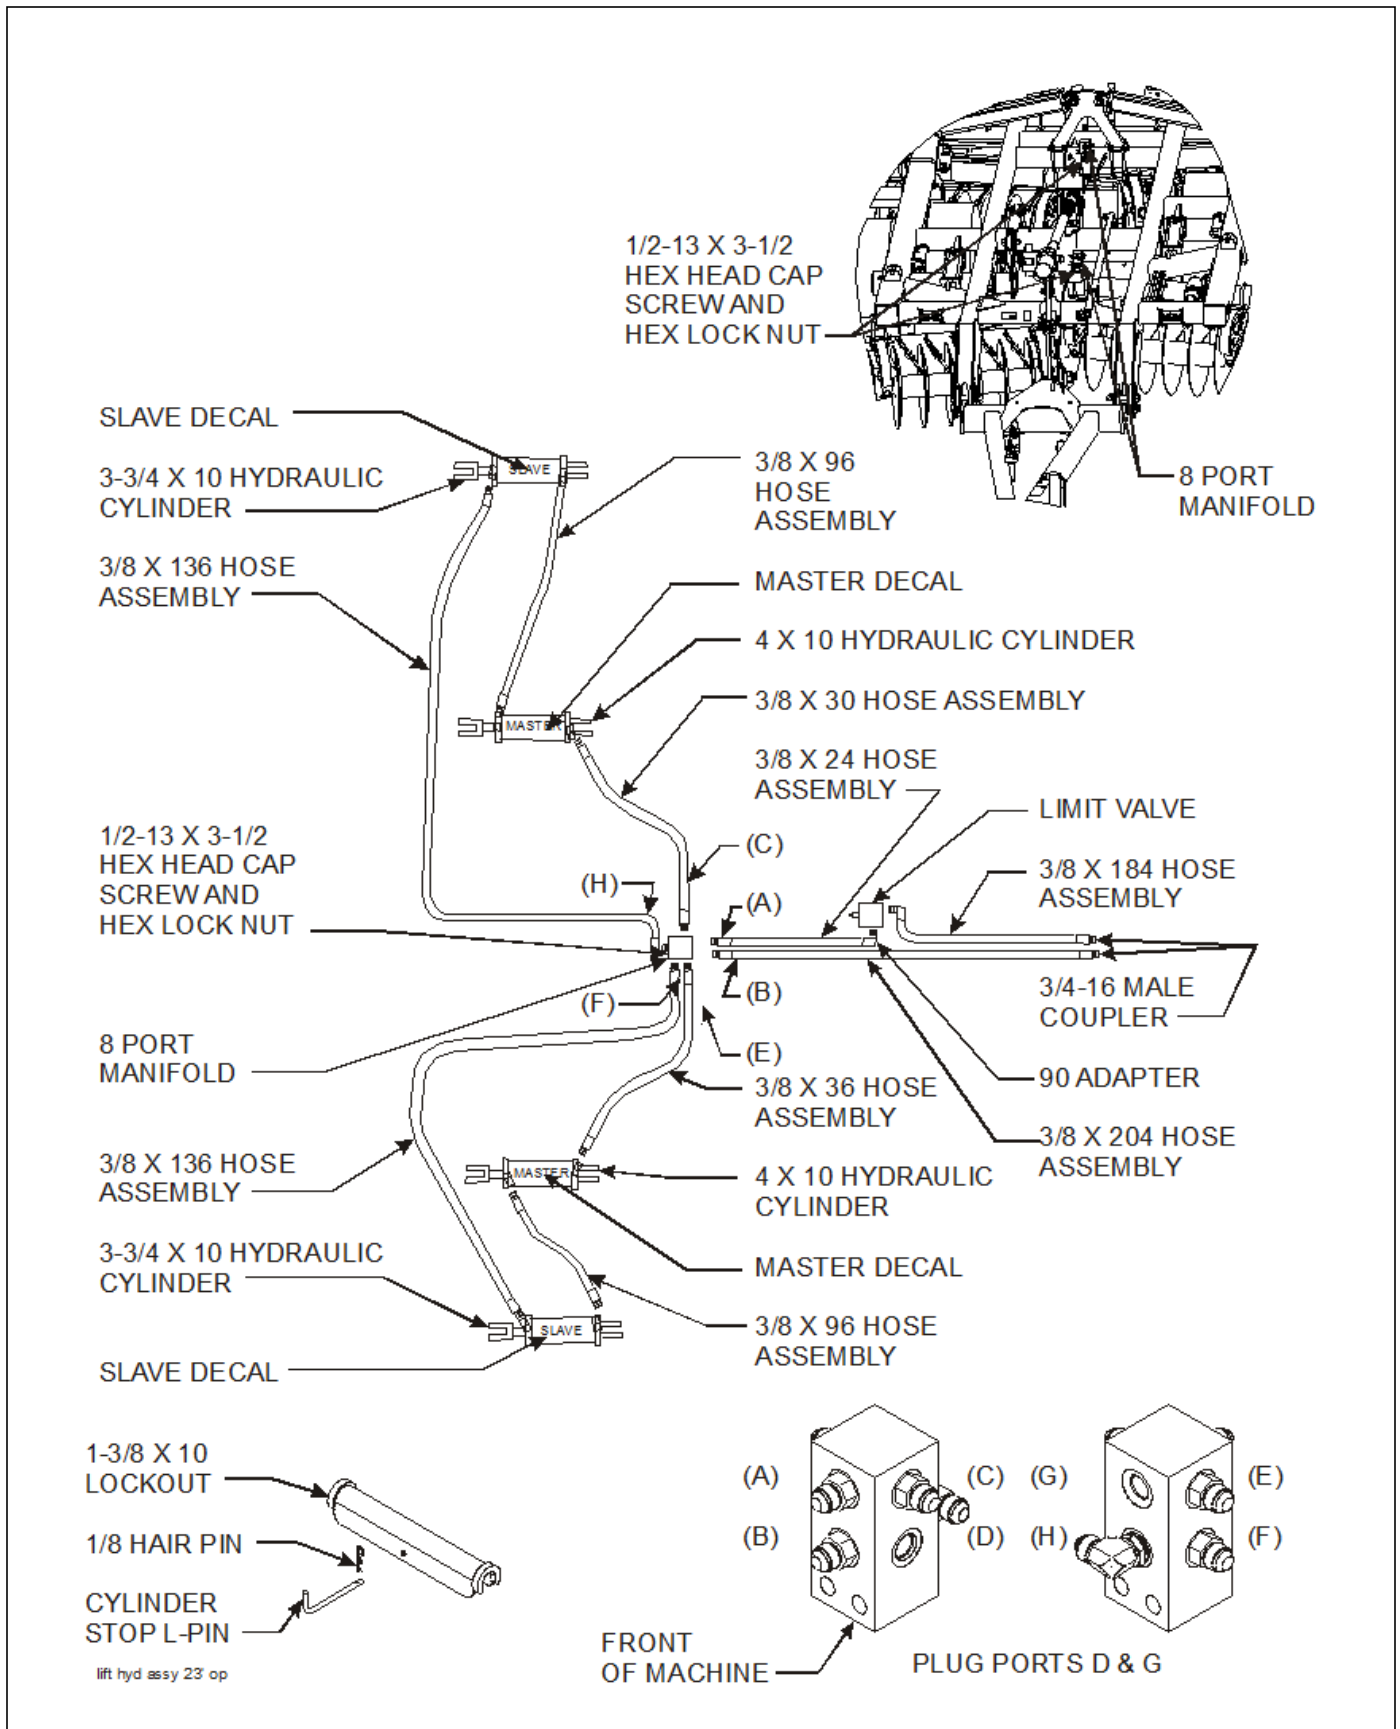 1/2-13 X 3-1/2
HEX HEAD CAP
SCREW AND
HEX LOCK NUT
8 PORT
MANIFOLD
SLAVE DECAL
3-3/4 X 10 HYDRAULIC
CYLINDER
3/8 X 136 HOSE
ASSEMBLY
SLAVE
3/8 X 96
HOSE
ASSEMBLY
MASTER DECAL
4 X 10 HYDRAULIC CYLINDER
3/8 X 30 HOSE ASSEMBLY
MASTER
3/8 X 24 HOSE
ASSEMBLY
LIMIT VALVE
3/8 X 184 HOSE
ASSEMBLY
1/2-13 X 3-1/2
HEX HEAD CAP
SCREW AND
HEX LOCK NUT
(C)
(H)
(A)
(B)
(F)
(E)
3/4-16 MALE
COUPLER
8 PORT
MANIFOLD
90 ADAPTER
3/8 X 36 HOSE
ASSEMBLY
3/8 X 204 HOSE
ASSEMBLY
3/8 X 136 HOSE
ASSEMBLY
MASTER
4 X 10 HYDRAULIC
CYLINDER
3-3/4 X 10 HYDRAULIC
CYLINDER
MASTER DECAL
SLAVE
3/8 X 96 HOSE
ASSEMBLY
SLAVE DECAL
1-3/8 X 10
LOCKOUT
1/8 HAIR PIN
CYLINDER
STOP L-PIN
lift hyd assy 23' op
(A)
(C)
(G)
(E)
(B)
(D)
(H)
(F)
FRONT
OF MACHINE
PLUG PORTS D & G